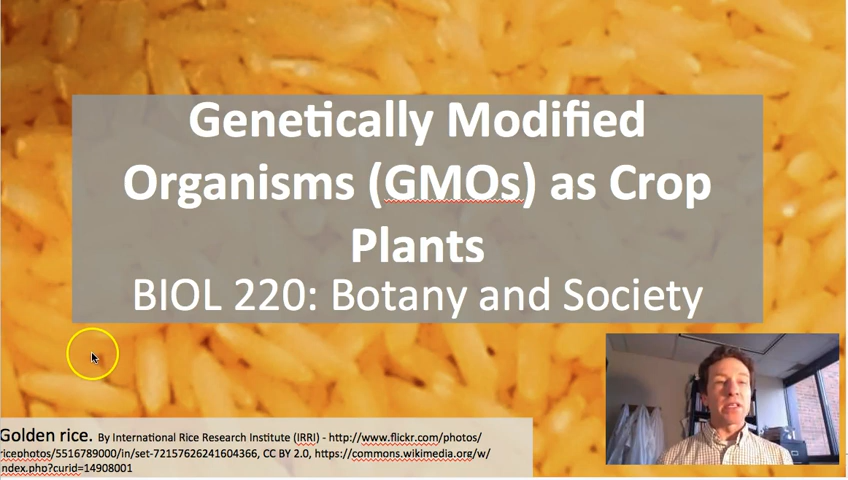 Genetically Modified
Organisms (GMOs) as Crop
Plants
BIOL 220: Botany and Society
Golden rice. By International Rice Research Institute (IRRI) - http://www.flickr.com/photos/
ricephotos/5516789000/in/set-72157626241604366, CC BY 2.0, https://commons.wikimedia.org/w/
index.php?curid=14908001